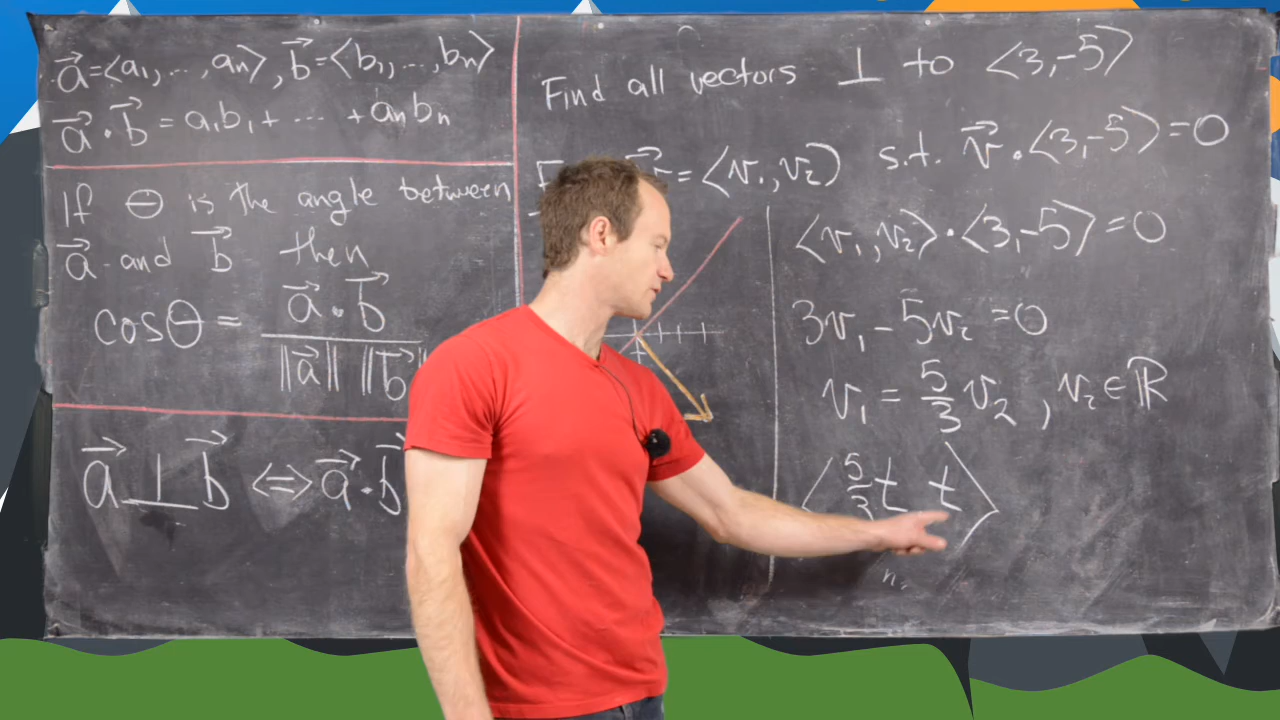 a⃗=<a₁,...,aₙ>, b⃗=<b₁,...,bₙ>
a⃗·b⃗ = a₁b₁+ ... +aₙbₙ
If θ is the angle between
a⃗ and b⃗ then
cosθ = a⃗·b⃗ / ||a⃗|| ||b⃗
a⃗⊥b⃗ ⟺ a⃗·b⃗
Find all vectors ⊥ to <3,-5>
= <v₁,v₂> s.t. v⃗·<3,-5>=0
<v₁,v₂>·<3,-5>=0
3v₁-5v₂=0
v₁ = 5/3 v₂, v₂∈ℝ
<5/3 t t>